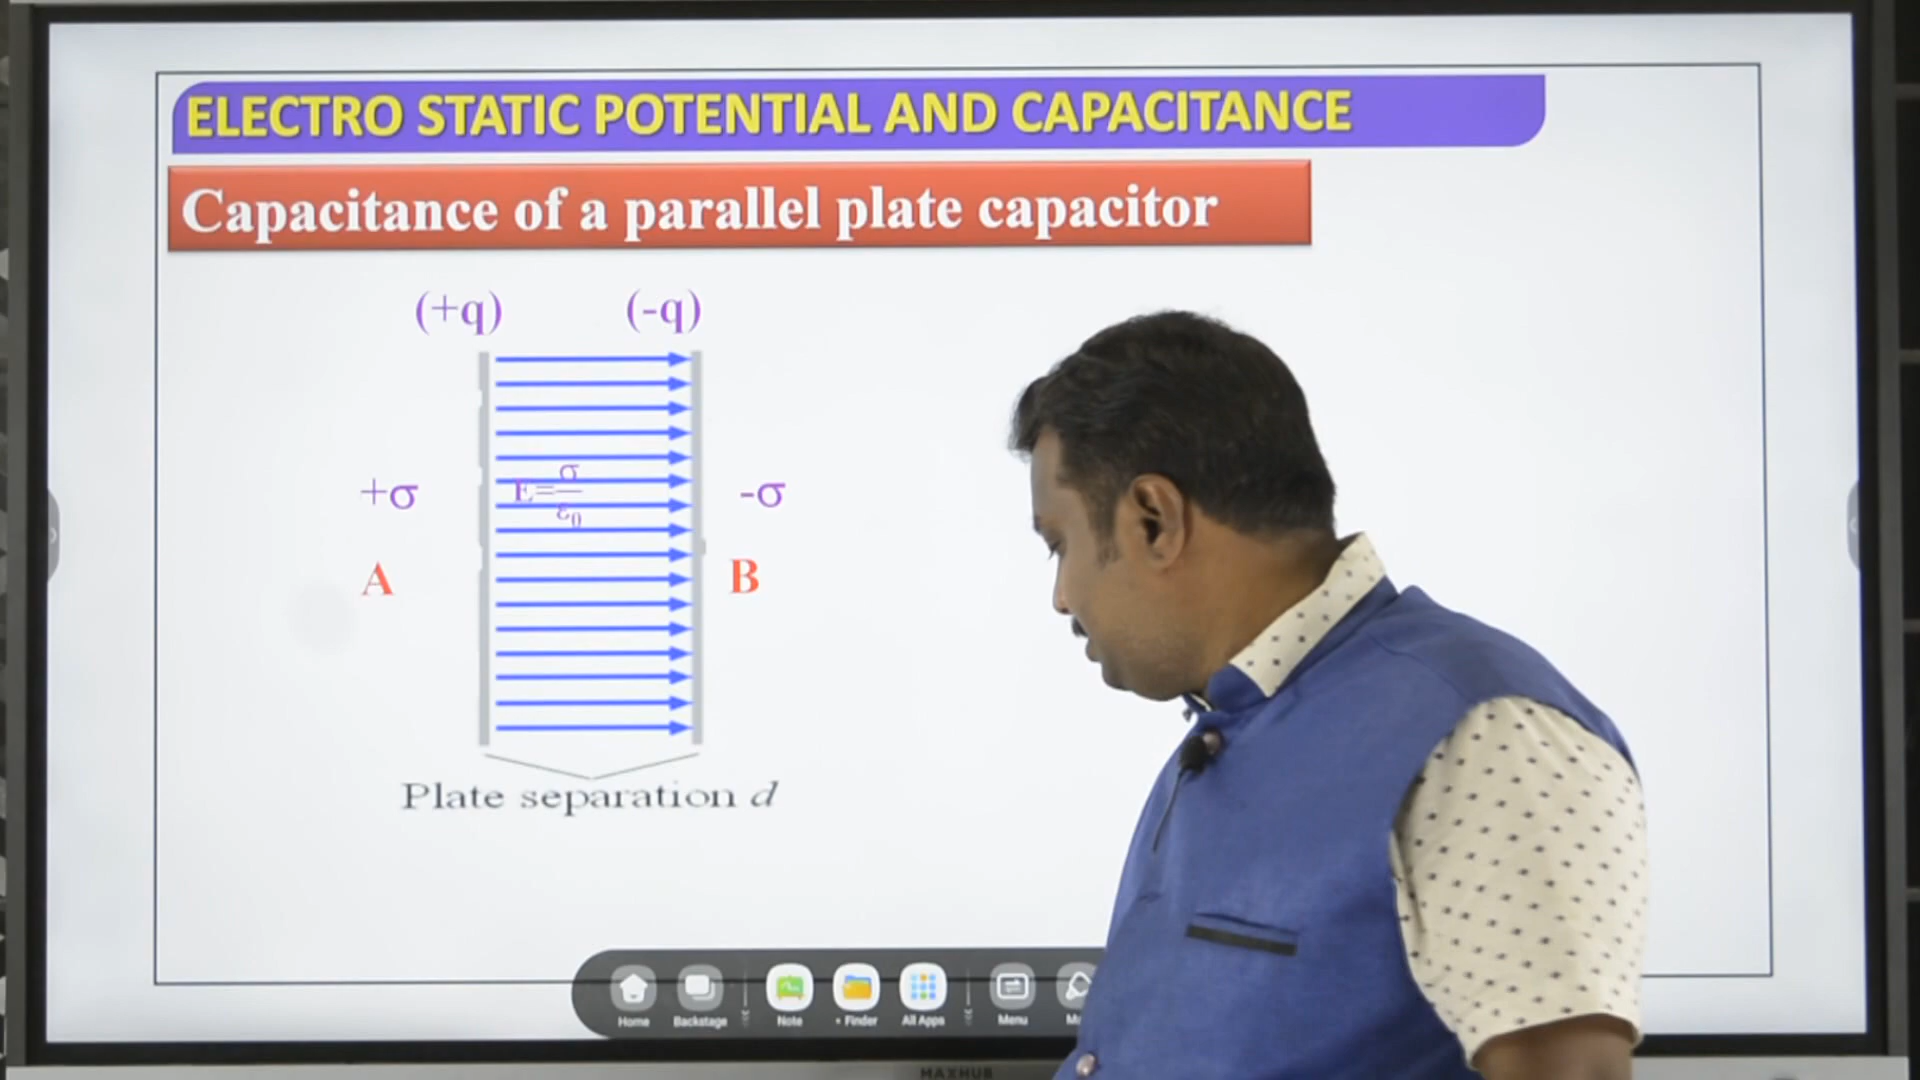 ELECTRO STATIC POTENTIAL AND CAPACITANCE
Capacitance of a parallel plate capacitor
(+q) (-q)
+σ E=σ/ε0 -σ
A B
Plate separation d
Home Backstage Note Finder All Apps Menu
MAXHUB